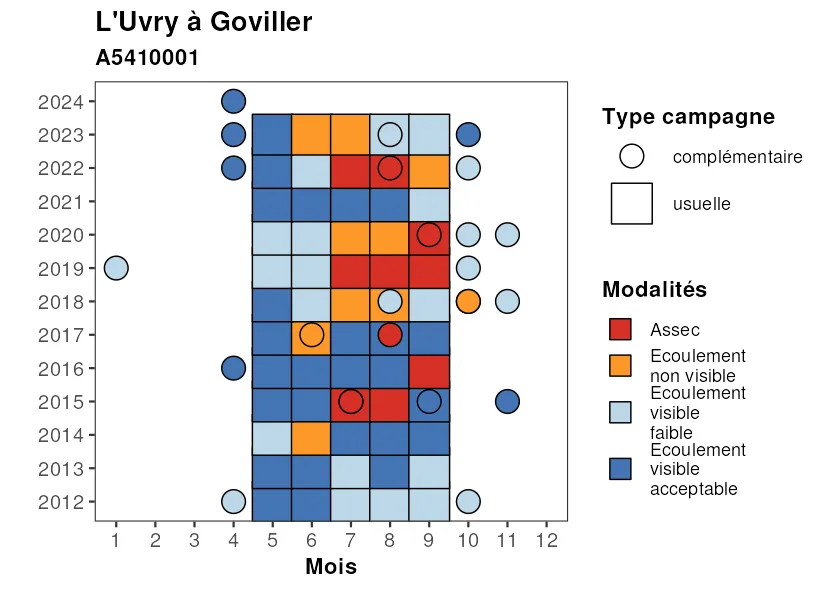 L'Uvry à Goviller
A5410001
2024
2023
2022
2021
2020
2019
2018
2017
2016
2015
2014
2013
2012
1 2 3 4 5 6 7 8 9 10 11 12
Mois
Type campagne
complémentaire
usuelle
Modalités
Assec
Ecoulement
non visible
Ecoulement
visible
faible
Ecoulement
visible
acceptable